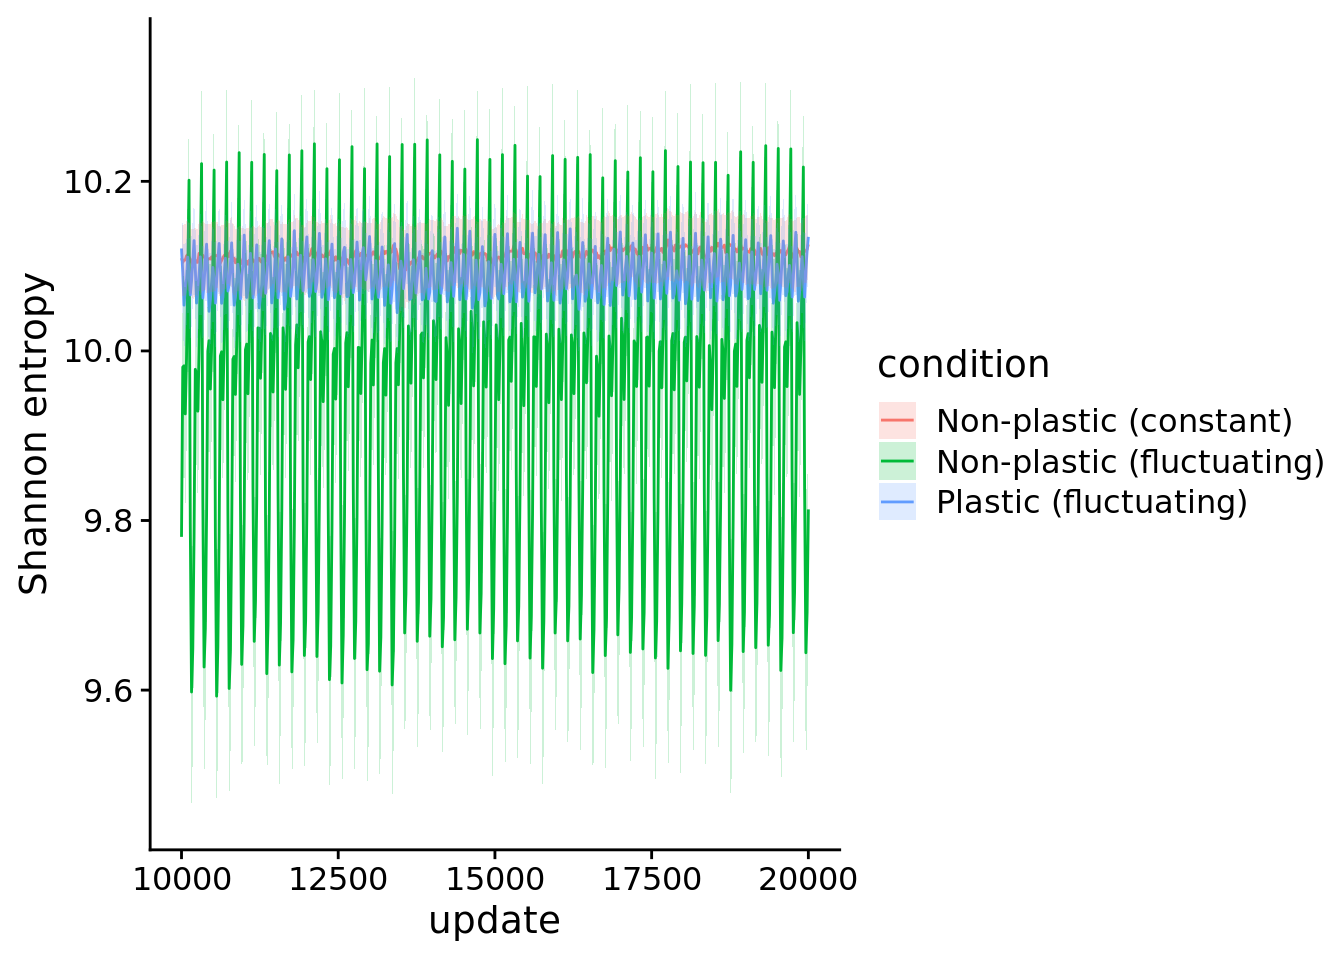 Shannon entropy
10.2
10.0
9.8
9.6
10000 12500 15000 17500 20000
update
condition
Non-plastic (constant)
Non-plastic (fluctuating)
Plastic (fluctuating)